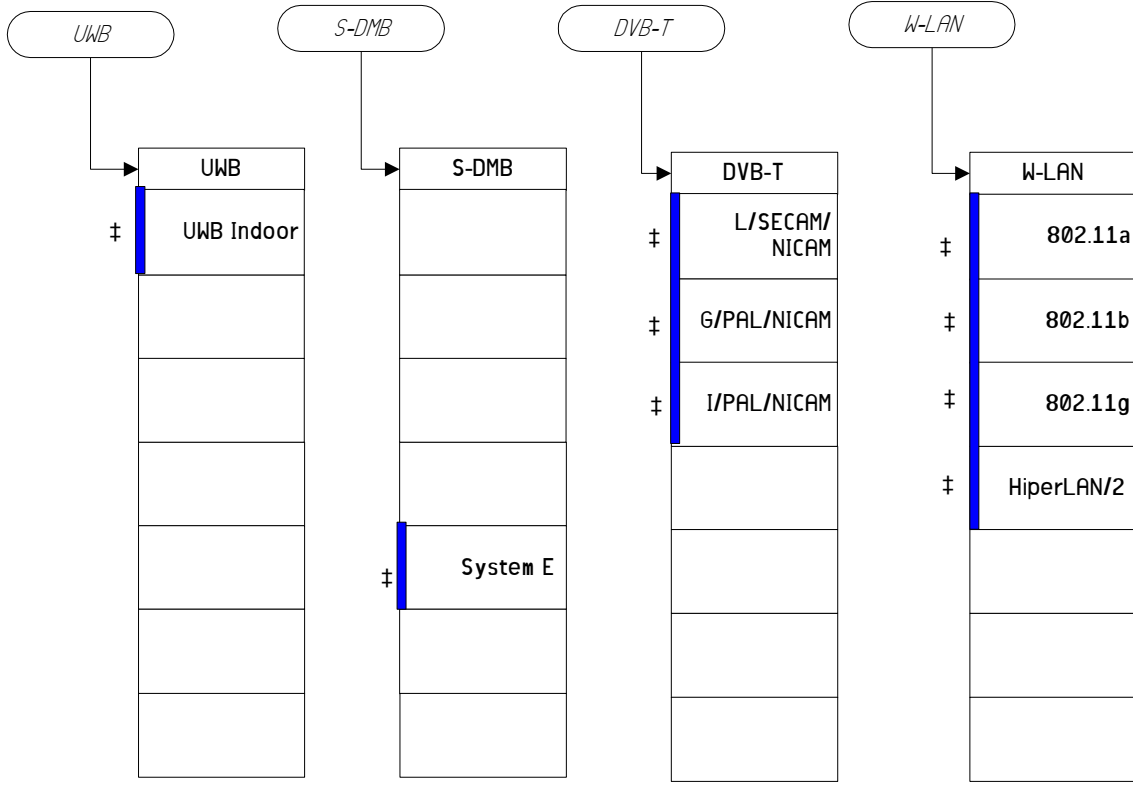 UWB
S-DMB
DVB-T
W-LAN
UWB
‡ UWB Indoor
S-DMB
‡ System E
DVB-T
‡ L/SECAM/
NICAM
‡ G/PAL/NICAM
‡ I/PAL/NICAM
W-LAN
‡ 802.11a
‡ 802.11b
‡ 802.11g
‡ HiperLAN/2